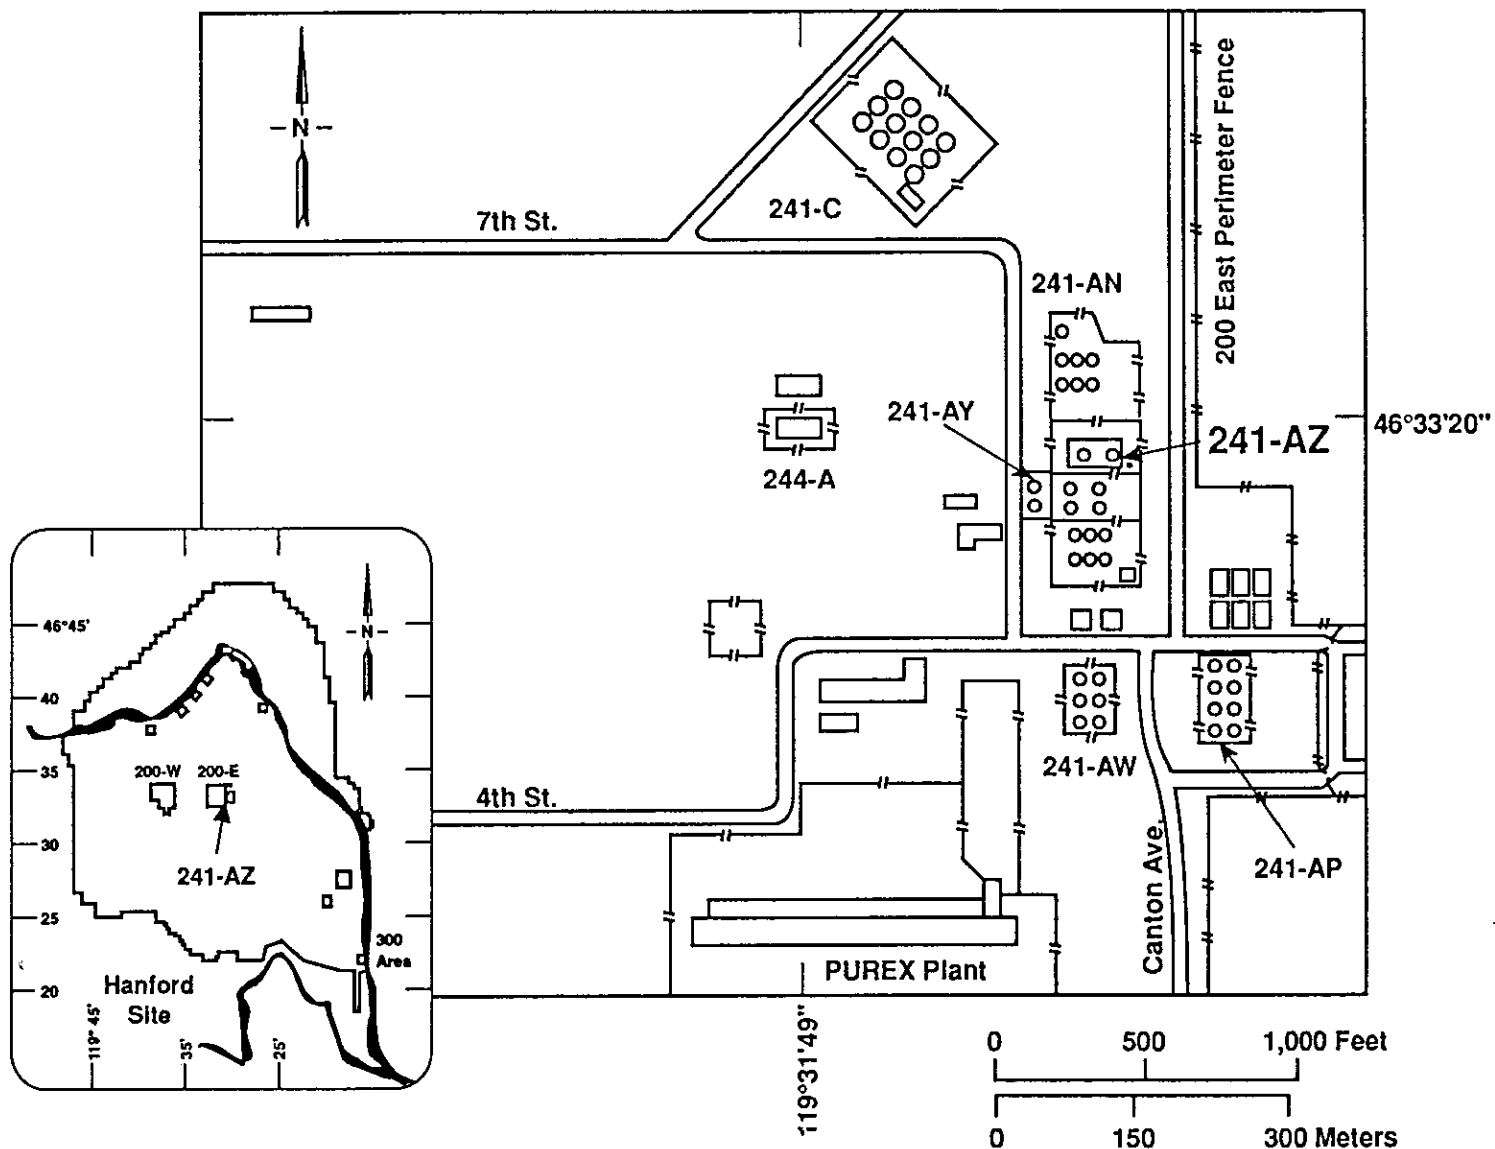 - N -
7th St.
241-C
200 East Perimeter Fence
241-AN
241-AY
241-AZ
46°33'20"
244-A
- N -
46°45'
40
35
30
25
20
200-W
200-E
241-AZ
300
Area
Hanford
Site
119° 45'
35'
25'
4th St.
241-AW
241-AP
Canton Ave.
PUREX Plant
119°31'49"
0 500 1,000 Feet
0 150 300 Meters